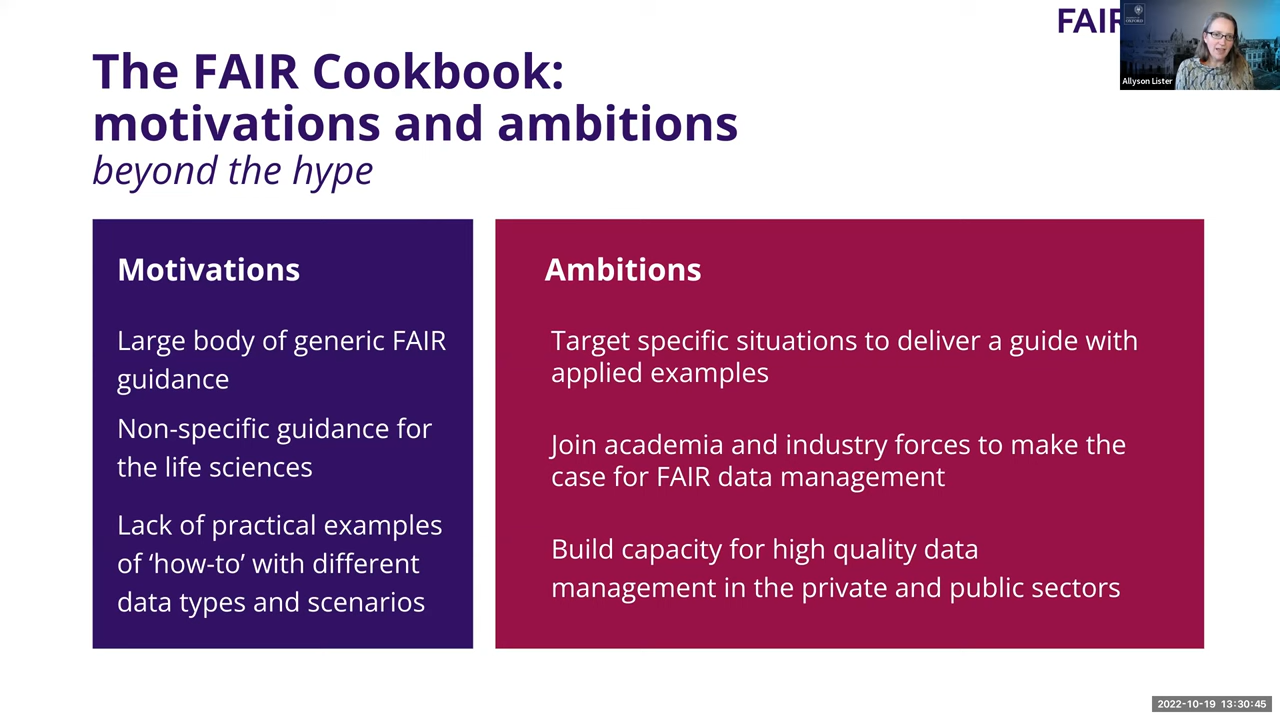 FAIR
UNIVERSITY OF
OXFORD
Allyson Lister
The FAIR Cookbook:
motivations and ambitions
beyond the hype
Motivations
Large body of generic FAIR
guidance
Non-specific guidance for
the life sciences
Lack of practical examples
of ‘how-to’ with different
data types and scenarios
Ambitions
Target specific situations to deliver a guide with
applied examples
Join academia and industry forces to make the
case for FAIR data management
Build capacity for high quality data
management in the private and public sectors
2022-10-19 13:30:45